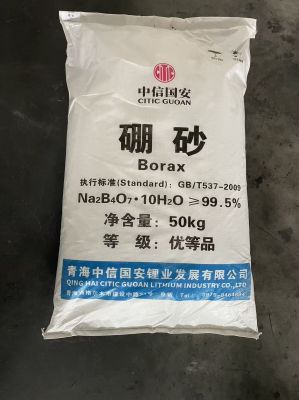 中信国安
CITIC GUOAN
硼砂
Borax
执行标准(Standard): GB/T537-2009
Na₂B₄O₇•10H₂O ≥99.5%
净含量: 50kg
等 级: 优等品
青海中信国安锂业发展有限公司
QING HAI CITIC GUOAN LITHIUM INDUSTRY CO.,LTD